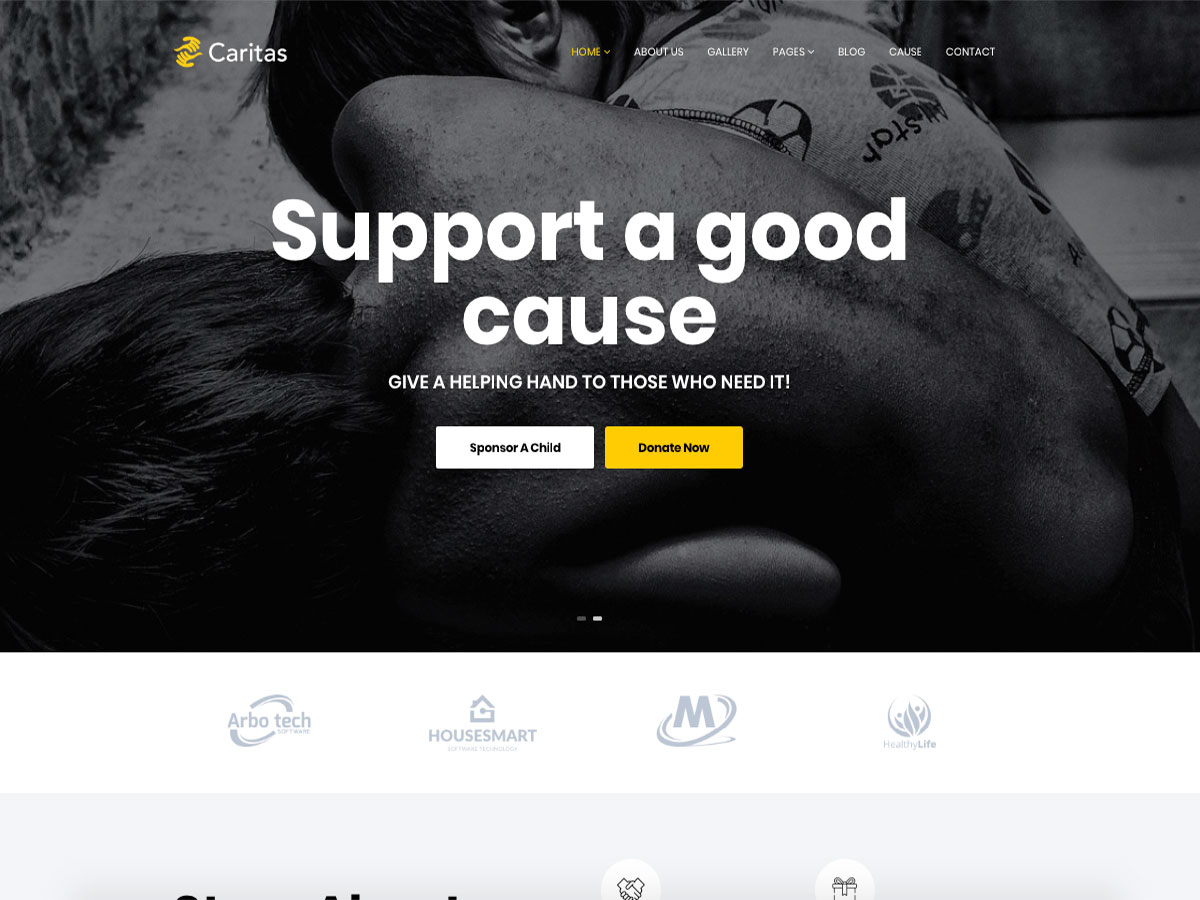 Caritas
HOME ABOUT US GALLERY PAGES BLOG CAUSE CONTACT
Support a good
cause
GIVE A HELPING HAND TO THOSE WHO NEED IT!
Sponsor A Child Donate Now
Arbo tech
SOFTWARE
HOUSESMART
SOFTWARE TECHNOLOGY
M
HealthyLife